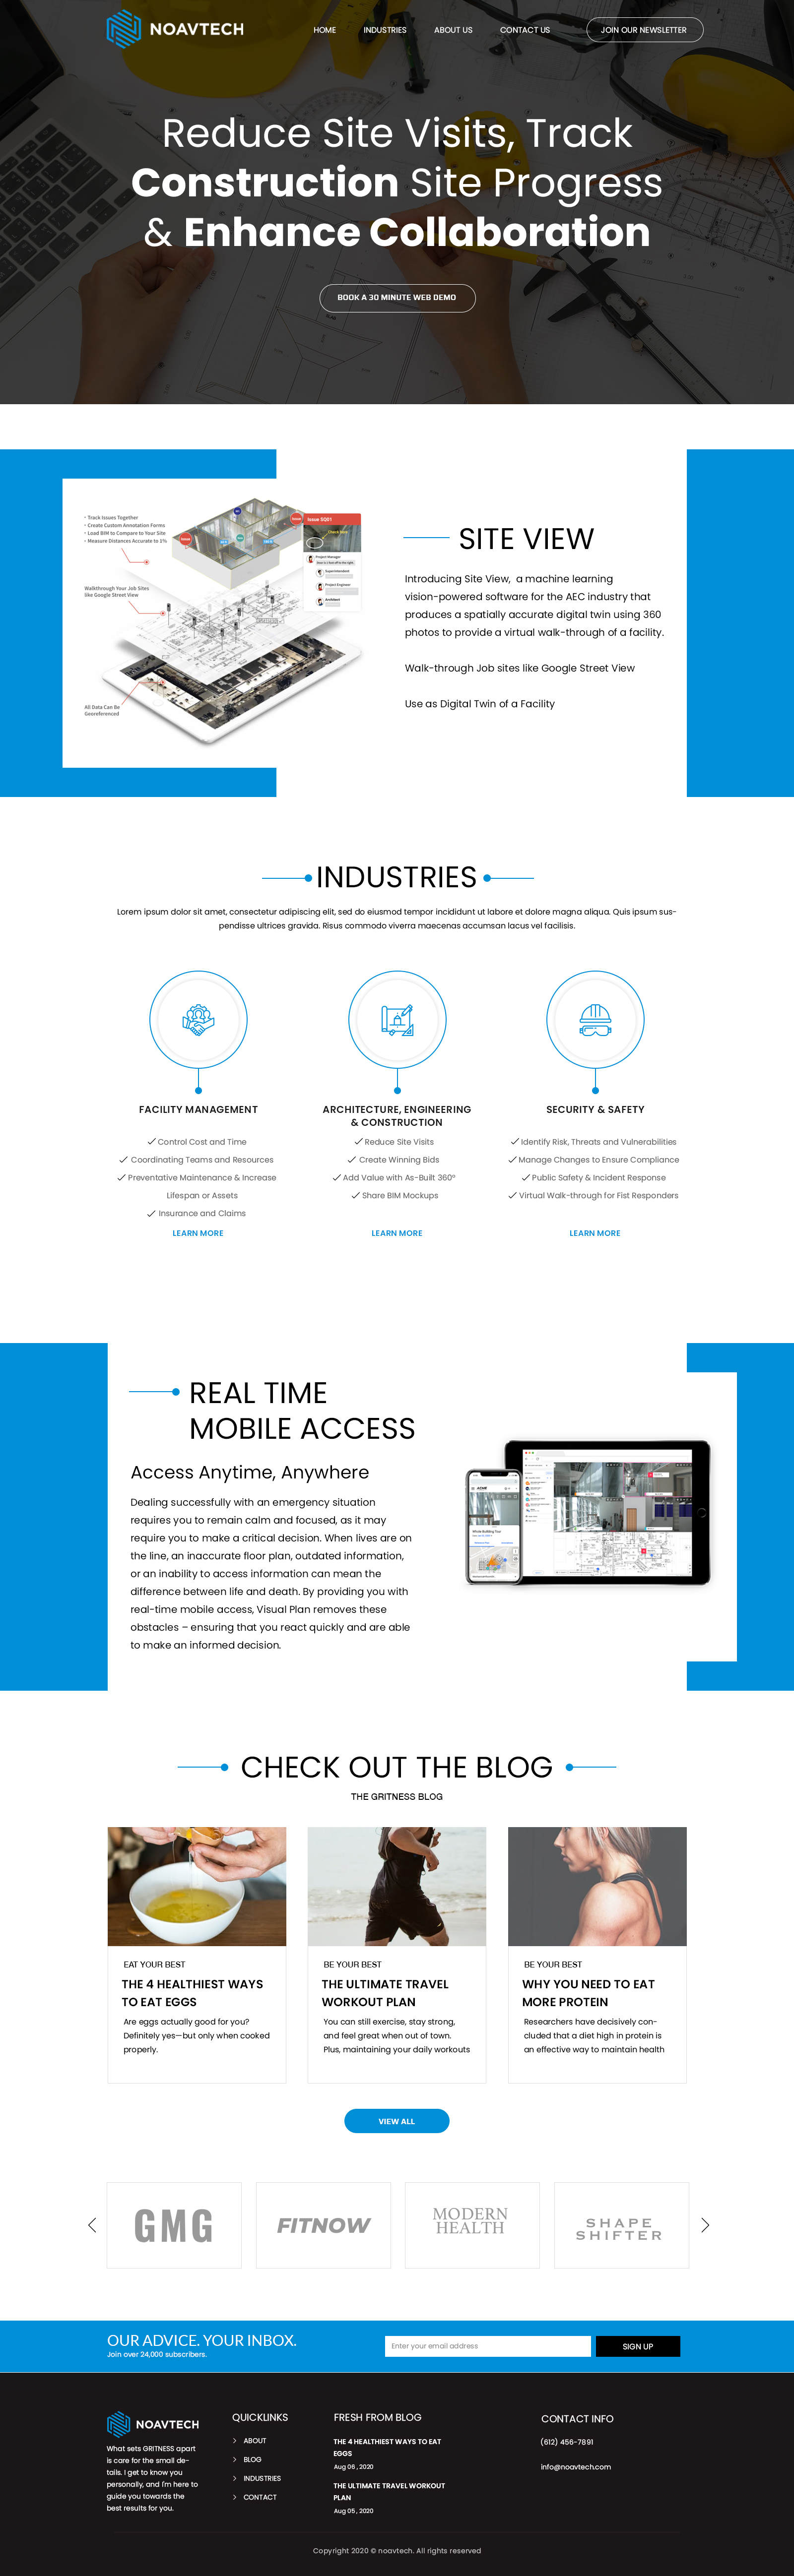 NOAVTECH
HOME
INDUSTRIES
ABOUT US
CONTACT US
JOIN OUR NEWSLETTER
Reduce Site Visits, Track
Construction Site Progress
& Enhance Collaboration
BOOK A 30 MINUTE WEB DEMO
• Track Issues Together
• Create Custom Annotation Forms
• Load BIM to Compare to Your Site
• Measure Distances Accurate to 1%
Walkthrough Your Job Sites
like Google Street View
All Data Can Be
Georeferenced
Issue
Issue
Issue SQ01
Project Manager
Superintendent
Project Engineer
Architect
SITE VIEW
Introducing Site View, a machine learning
vision-powered software for the AEC industry that
produces a spatially accurate digital twin using 360
photos to provide a virtual walk-through of a facility.
Walk-through Job sites like Google Street View
Use as Digital Twin of a Facility
INDUSTRIES
Lorem ipsum dolor sit amet, consectetur adipiscing elit, sed do eiusmod tempor incididunt ut labore et dolore magna aliqua. Quis ipsum sus-
pendisse ultrices gravida. Risus commodo viverra maecenas accumsan lacus vel facilisis.
FACILITY MANAGEMENT
Control Cost and Time
Coordinating Teams and Resources
Preventative Maintenance & Increase
Lifespan or Assets
Insurance and Claims
LEARN MORE
ARCHITECTURE, ENGINEERING
& CONSTRUCTION
Reduce Site Visits
Create Winning Bids
Add Value with As-Built 360º
Share BIM Mockups
LEARN MORE
SECURITY & SAFETY
Identify Risk, Threats and Vulnerabilities
Manage Changes to Ensure Compliance
Public Safety & Incident Response
Virtual Walk-through for Fist Responders
LEARN MORE
REAL TIME
MOBILE ACCESS
Access Anytime, Anywhere
Dealing successfully with an emergency situation
requires you to remain calm and focused, as it may
require you to make a critical decision. When lives are on
the line, an inaccurate floor plan, outdated information,
or an inability to access information can mean the
difference between life and death. By providing you with
real-time mobile access, Visual Plan removes these
obstacles – ensuring that you react quickly and are able
to make an informed decision.
ACME
Whole Building Tour
CHECK OUT THE BLOG
THE GRITNESS BLOG
EAT YOUR BEST
THE 4 HEALTHIEST WAYS
TO EAT EGGS
Are eggs actually good for you?
Definitely yes—but only when cooked
properly.
BE YOUR BEST
THE ULTIMATE TRAVEL
WORKOUT PLAN
You can still exercise, stay strong,
and feel great when out of town.
Plus, maintaining your daily workouts
BE YOUR BEST
WHY YOU NEED TO EAT
MORE PROTEIN
Researchers have decisively con-
cluded that a diet high in protein is
an effective way to maintain health
VIEW ALL
GMG
FITNOW
MODERN
HEALTH
SHAPE
SHIFTER
OUR ADVICE. YOUR INBOX.
Join over 24,000 subscribers.
Enter your email address
SIGN UP
NOAVTECH
What sets GRITNESS apart
is care for the small de-
tails. I get to know you
personally, and I'm here to
guide you towards the
best results for you.
QUICKLINKS
ABOUT
BLOG
INDUSTRIES
CONTACT
FRESH FROM BLOG
THE 4 HEALTHIEST WAYS TO EAT
EGGS
Aug 06 , 2020
THE ULTIMATE TRAVEL WORKOUT
PLAN
Aug 05 , 2020
CONTACT INFO
(612) 456-7891
info@noavtech.com
Copyright 2020 © noavtech. All rights reserved